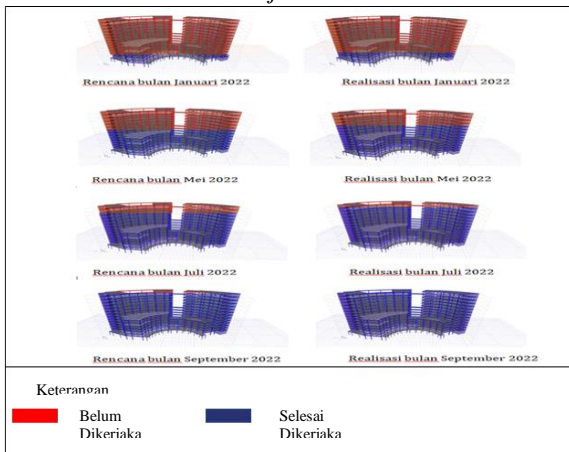 Rencana bulan Januari 2022 Realisasi bulan Januari 2022
Rencana bulan Mei 2022 Realisasi bulan Mei 2022
Rencana bulan Juli 2022 Realisasi bulan Juli 2022
Rencana bulan September 2022 Realisasi bulan September 2022
Keterangan
Belum Selesai
Dikerjaka Dikerjaka